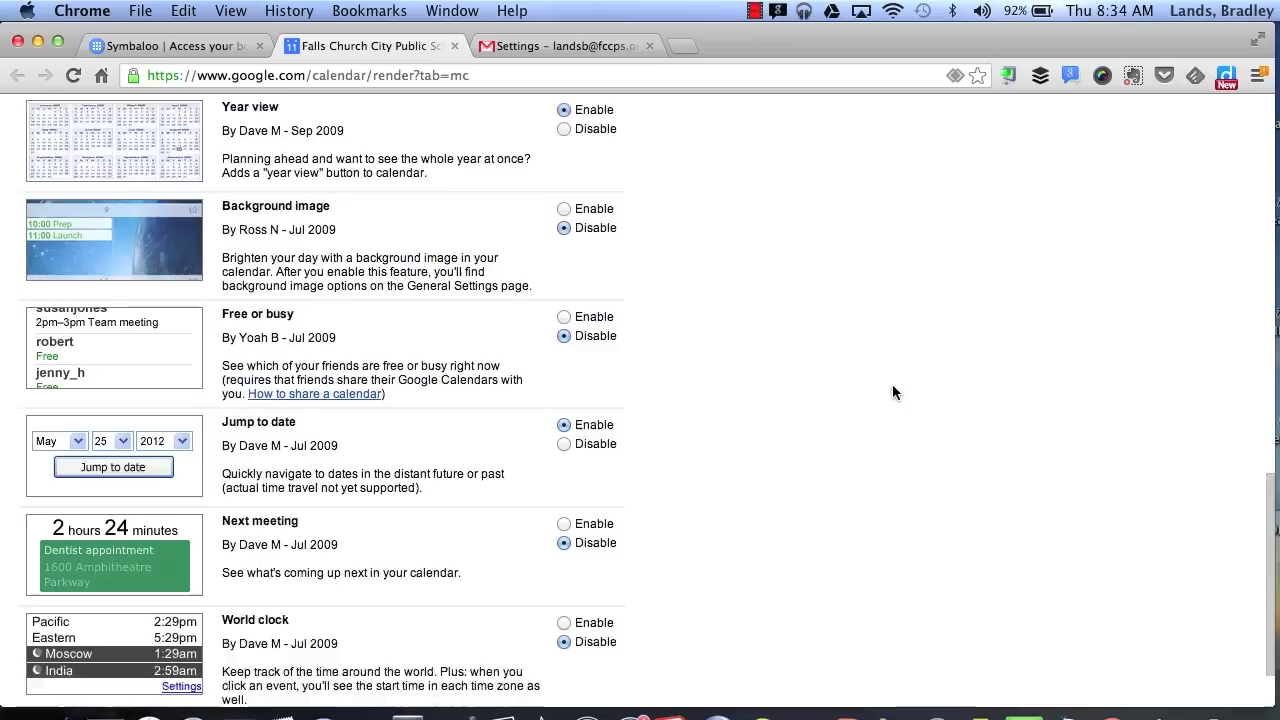 Chrome File Edit View History Bookmarks Window Help 92% Thu 8:34 AM Lands, Bradley
Symbaloo | Access your bo Falls Church City Public Sc Settings – landsb@fccps.o
https://www.google.com/calendar/render?tab=mc
New
Year view
By Dave M - Sep 2009
Planning ahead and want to see the whole year at once?
Adds a "year view" button to calendar.
Enable
Disable
9 10
10:00 Prep
11:00 Launch
Background image
By Ross N - Jul 2009
Brighten your day with a background image in your
calendar. After you enable this feature, you'll find
background image options on the General Settings page.
Enable
Disable
susanjones
2pm–3pm Team meeting
robert
Free
jenny_h
Free
Free or busy
By Yoah B - Jul 2009
See which of your friends are free or busy right now
(requires that friends share their Google Calendars with
you. How to share a calendar)
Enable
Disable
May 25 2012
Jump to date
Jump to date
By Dave M - Jul 2009
Quickly navigate to dates in the distant future or past
(actual time travel not yet supported).
Enable
Disable
2 hours 24 minutes
Dentist appointment
1600 Amphitheatre
Parkway
Next meeting
By Dave M - Jul 2009
See what's coming up next in your calendar.
Enable
Disable
Pacific 2:29pm
Eastern 5:29pm
Moscow 1:29am
India 2:59am
Settings
World clock
By Dave M - Jul 2009
Keep track of the time around the world. Plus: when you
click an event, you'll see the start time in each time zone as
well.
Enable
Disable